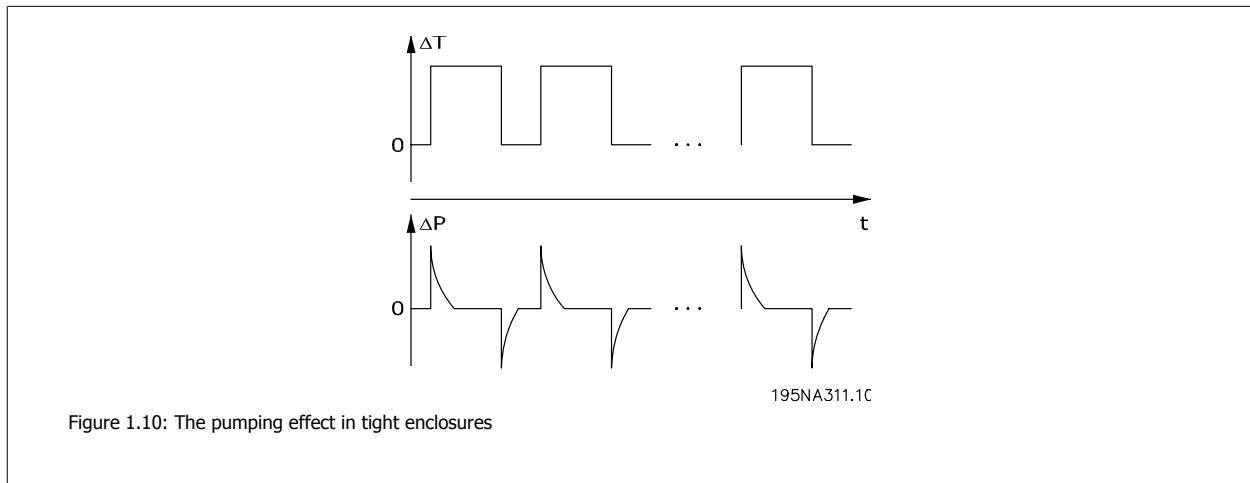 ΔT
0
. . .
t
ΔP
0
. . .
195NA311.10
Figure 1.10: The pumping effect in tight enclosures